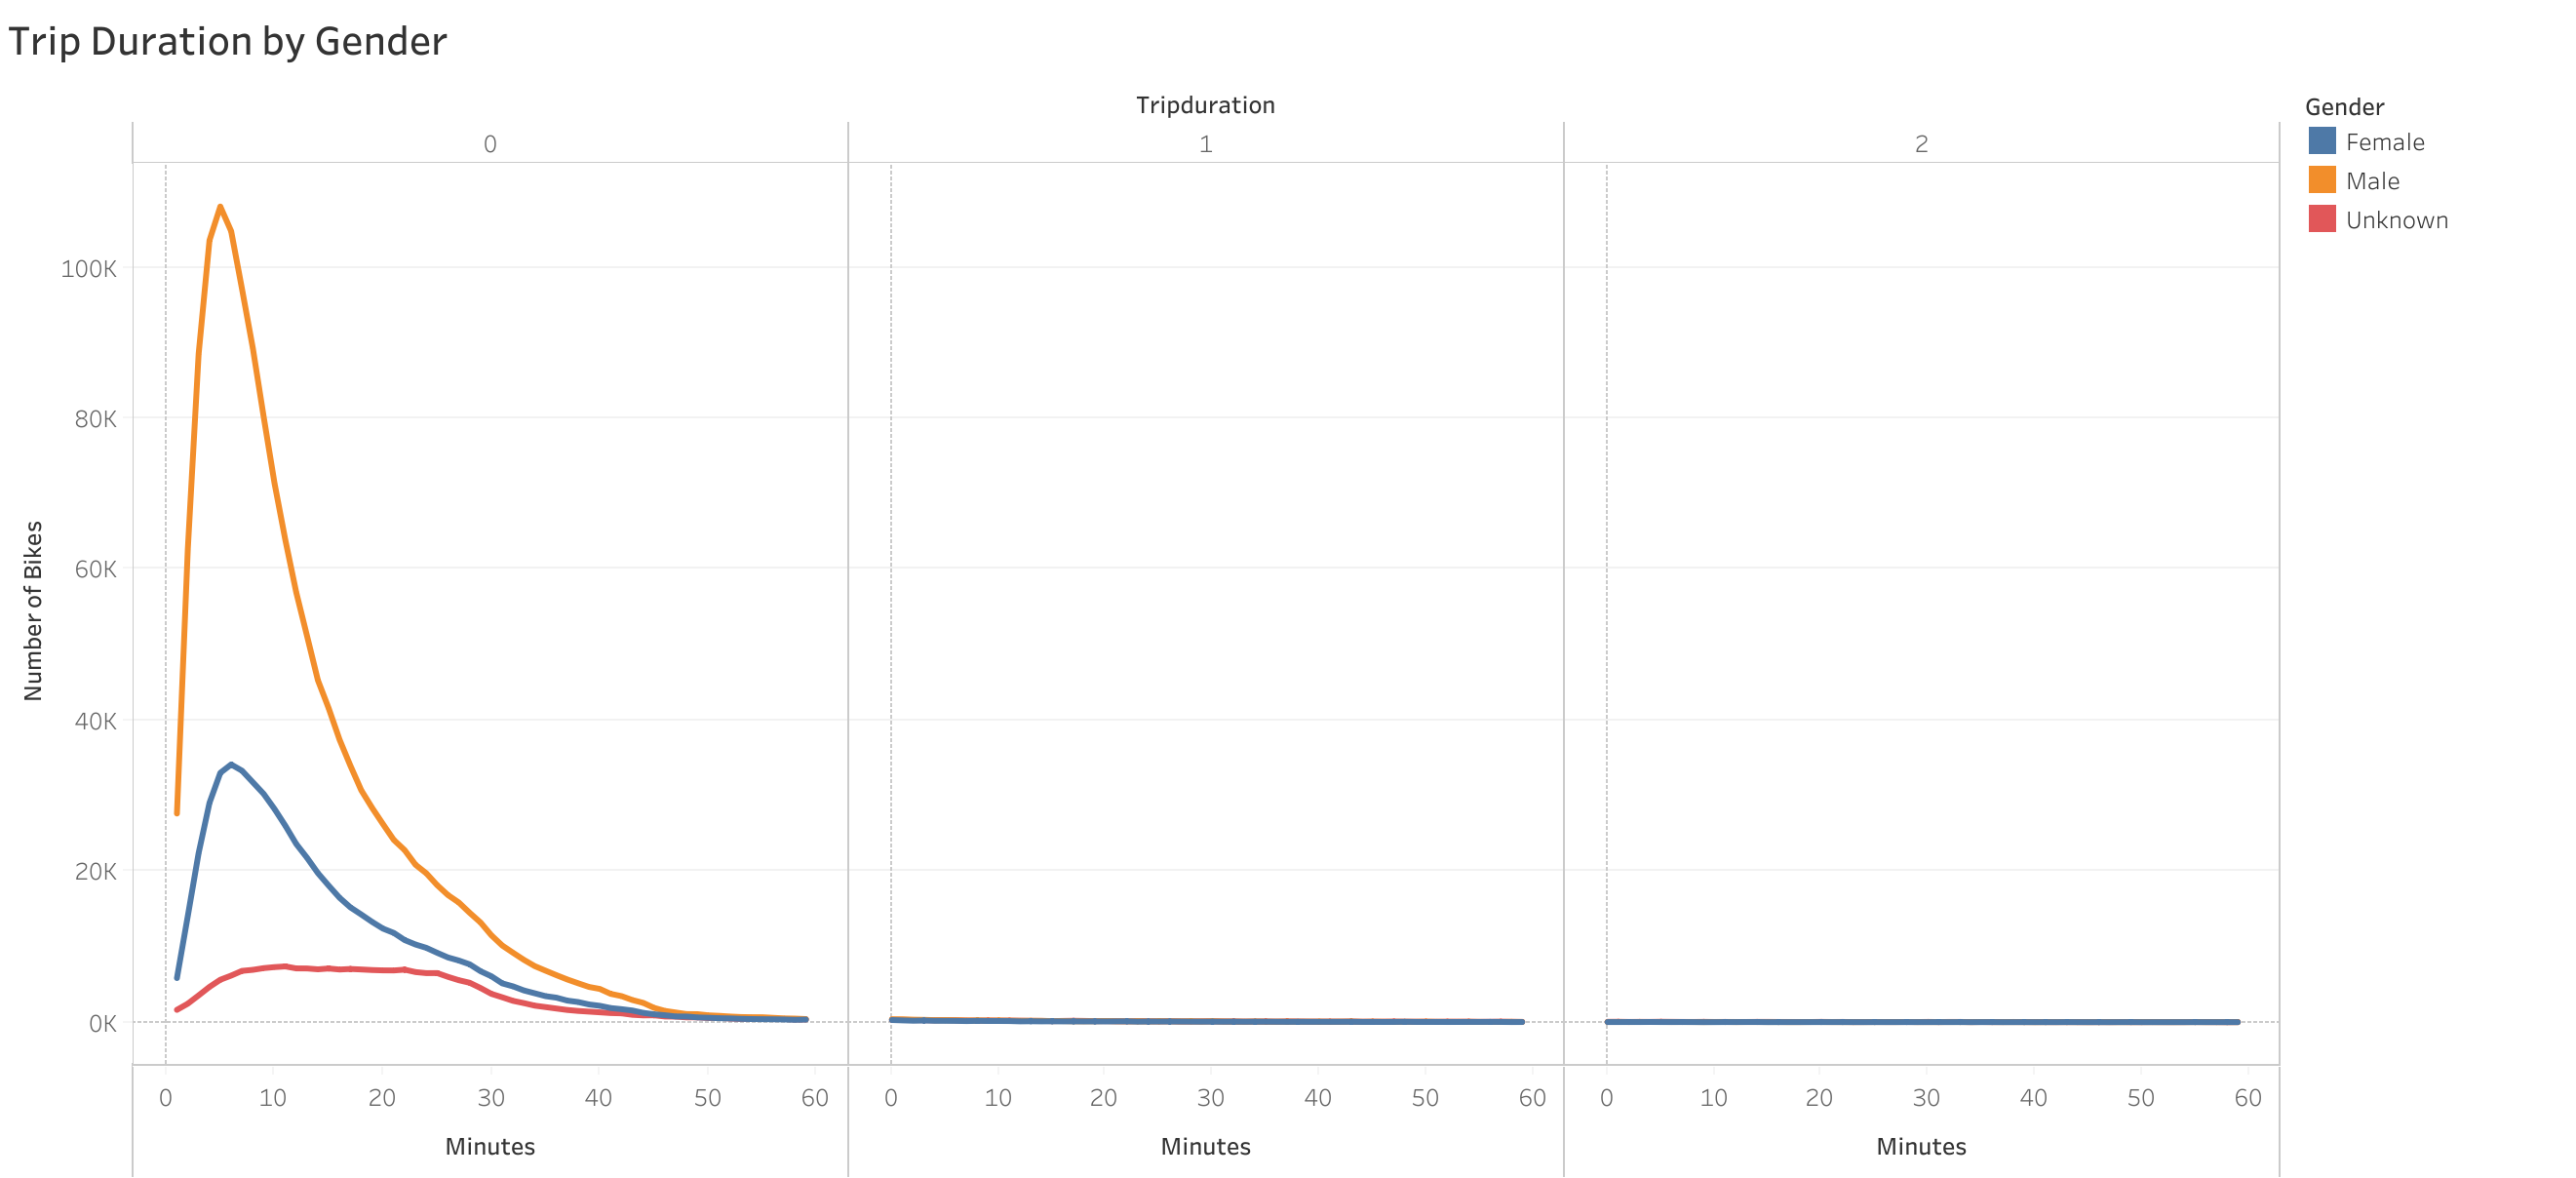 Trip Duration by Gender
Tripduration
0 1 2
Gender
Female
Male
Unknown
Number of Bikes
100K
80K
60K
40K
20K
0K
0 10 20 30 40 50 60 0 10 20 30 40 50 60 0 10 20 30 40 50 60
Minutes Minutes Minutes